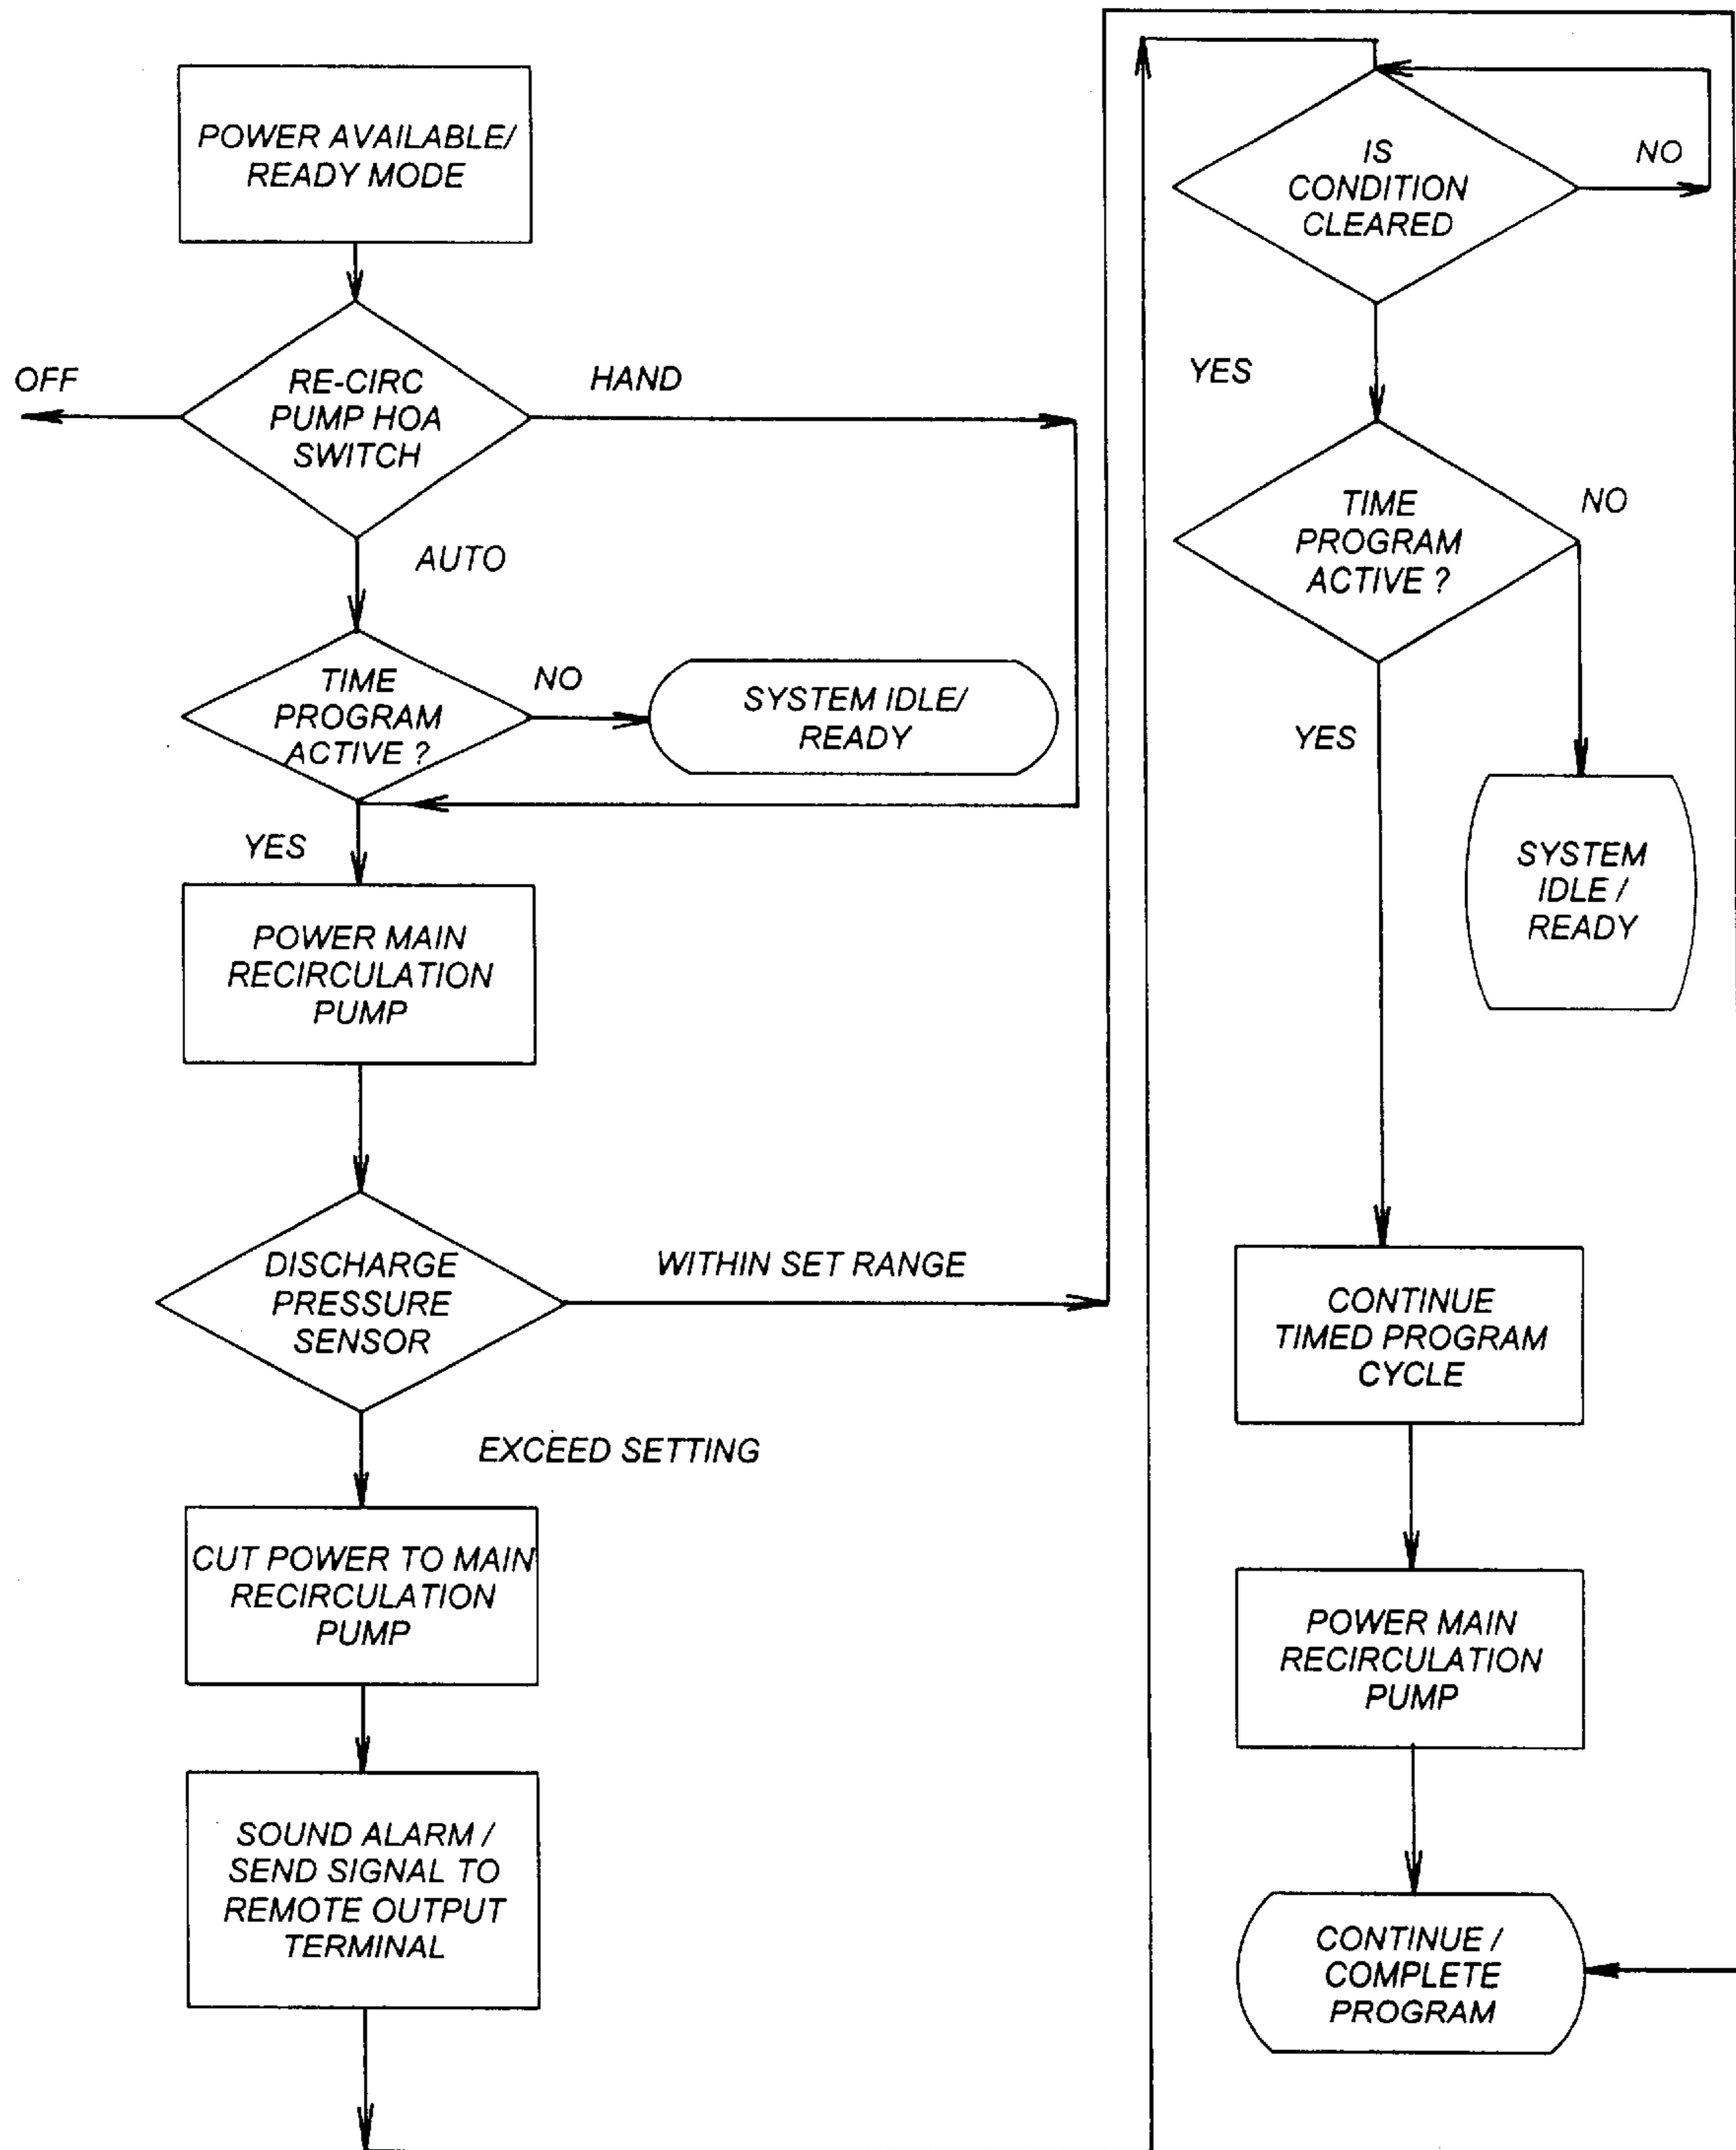 POWER AVAILABLE/
READY MODE
OFF
RE-CIRC
PUMP HOA
SWITCH
HAND
AUTO
TIME
PROGRAM
ACTIVE ?
NO
SYSTEM IDLE/
READY
YES
POWER MAIN
RECIRCULATION
PUMP
DISCHARGE
PRESSURE
SENSOR
WITHIN SET RANGE
EXCEED SETTING
CUT POWER TO MAIN
RECIRCULATION
PUMP
SOUND ALARM /
SEND SIGNAL TO
REMOTE OUTPUT
TERMINAL
IS
CONDITION
CLEARED
NO
YES
TIME
PROGRAM
ACTIVE ?
NO
YES
SYSTEM
IDLE /
READY
CONTINUE
TIMED PROGRAM
CYCLE
POWER MAIN
RECIRCULATION
PUMP
CONTINUE /
COMPLETE
PROGRAM